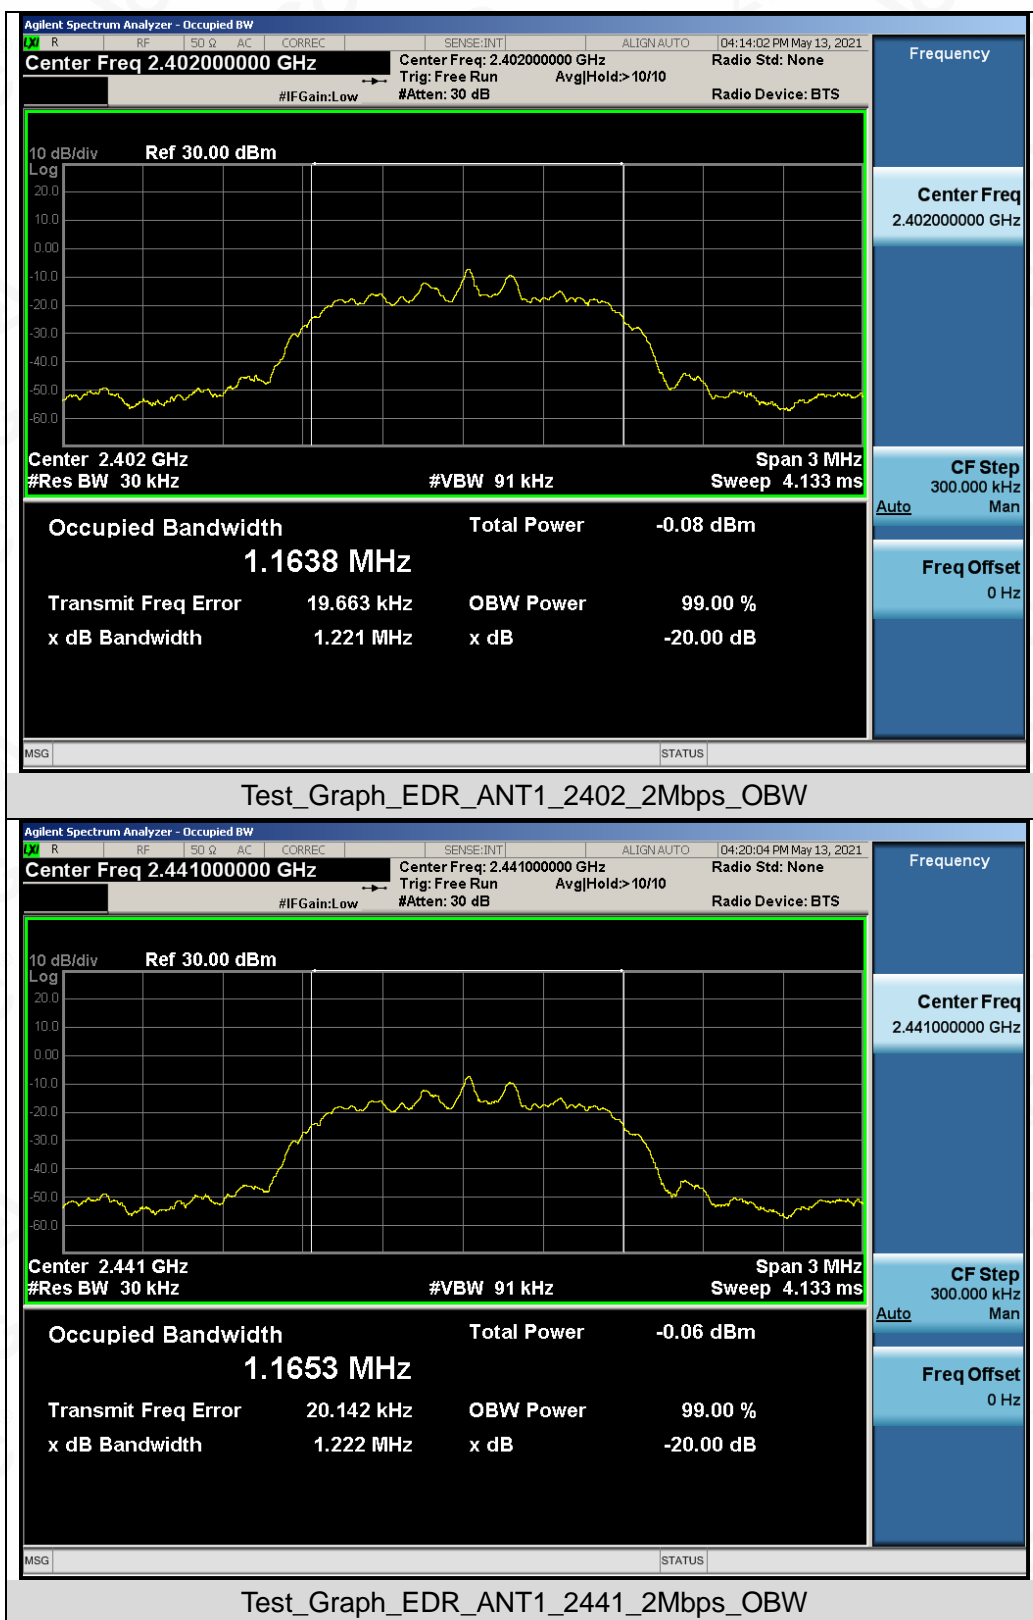 Agilent Spectrum Analyzer - Occupied BW
LXI R RF 50 Ω AC CORREC SENSE:INT ALIGN AUTO 04:14:02 PM May 13, 2021
Center Freq 2.402000000 GHz Center Freq: 2.402000000 GHz Radio Std: None Frequency
Trig: Free Run Avg|Hold:>10/10
#IFGain:Low #Atten: 30 dB Radio Device: BTS
10 dB/div Ref 30.00 dBm
Log
20.0
10.0
0.00
-10.0
-20.0
-30.0
-40.0
-50.0
-60.0
Center 2.402 GHz Span 3 MHz
#Res BW 30 kHz #VBW 91 kHz Sweep 4.133 ms
Center Freq
2.402000000 GHz
CF Step
300.000 kHz
Auto Man
Freq Offset
0 Hz
Occupied Bandwidth Total Power -0.08 dBm
1.1638 MHz
Transmit Freq Error 19.663 kHz OBW Power 99.00 %
x dB Bandwidth 1.221 MHz x dB -20.00 dB
MSG STATUS
Test_Graph_EDR_ANT1_2402_2Mbps_OBW
Agilent Spectrum Analyzer - Occupied BW
LXI R RF 50 Ω AC CORREC SENSE:INT ALIGN AUTO 04:20:04 PM May 13, 2021
Center Freq 2.441000000 GHz Center Freq: 2.441000000 GHz Radio Std: None Frequency
Trig: Free Run Avg|Hold:>10/10
#IFGain:Low #Atten: 30 dB Radio Device: BTS
10 dB/div Ref 30.00 dBm
Log
20.0
10.0
0.00
-10.0
-20.0
-30.0
-40.0
-50.0
-60.0
Center 2.441 GHz Span 3 MHz
#Res BW 30 kHz #VBW 91 kHz Sweep 4.133 ms
Center Freq
2.441000000 GHz
CF Step
300.000 kHz
Auto Man
Freq Offset
0 Hz
Occupied Bandwidth Total Power -0.06 dBm
1.1653 MHz
Transmit Freq Error 20.142 kHz OBW Power 99.00 %
x dB Bandwidth 1.222 MHz x dB -20.00 dB
MSG STATUS
Test_Graph_EDR_ANT1_2441_2Mbps_OBW